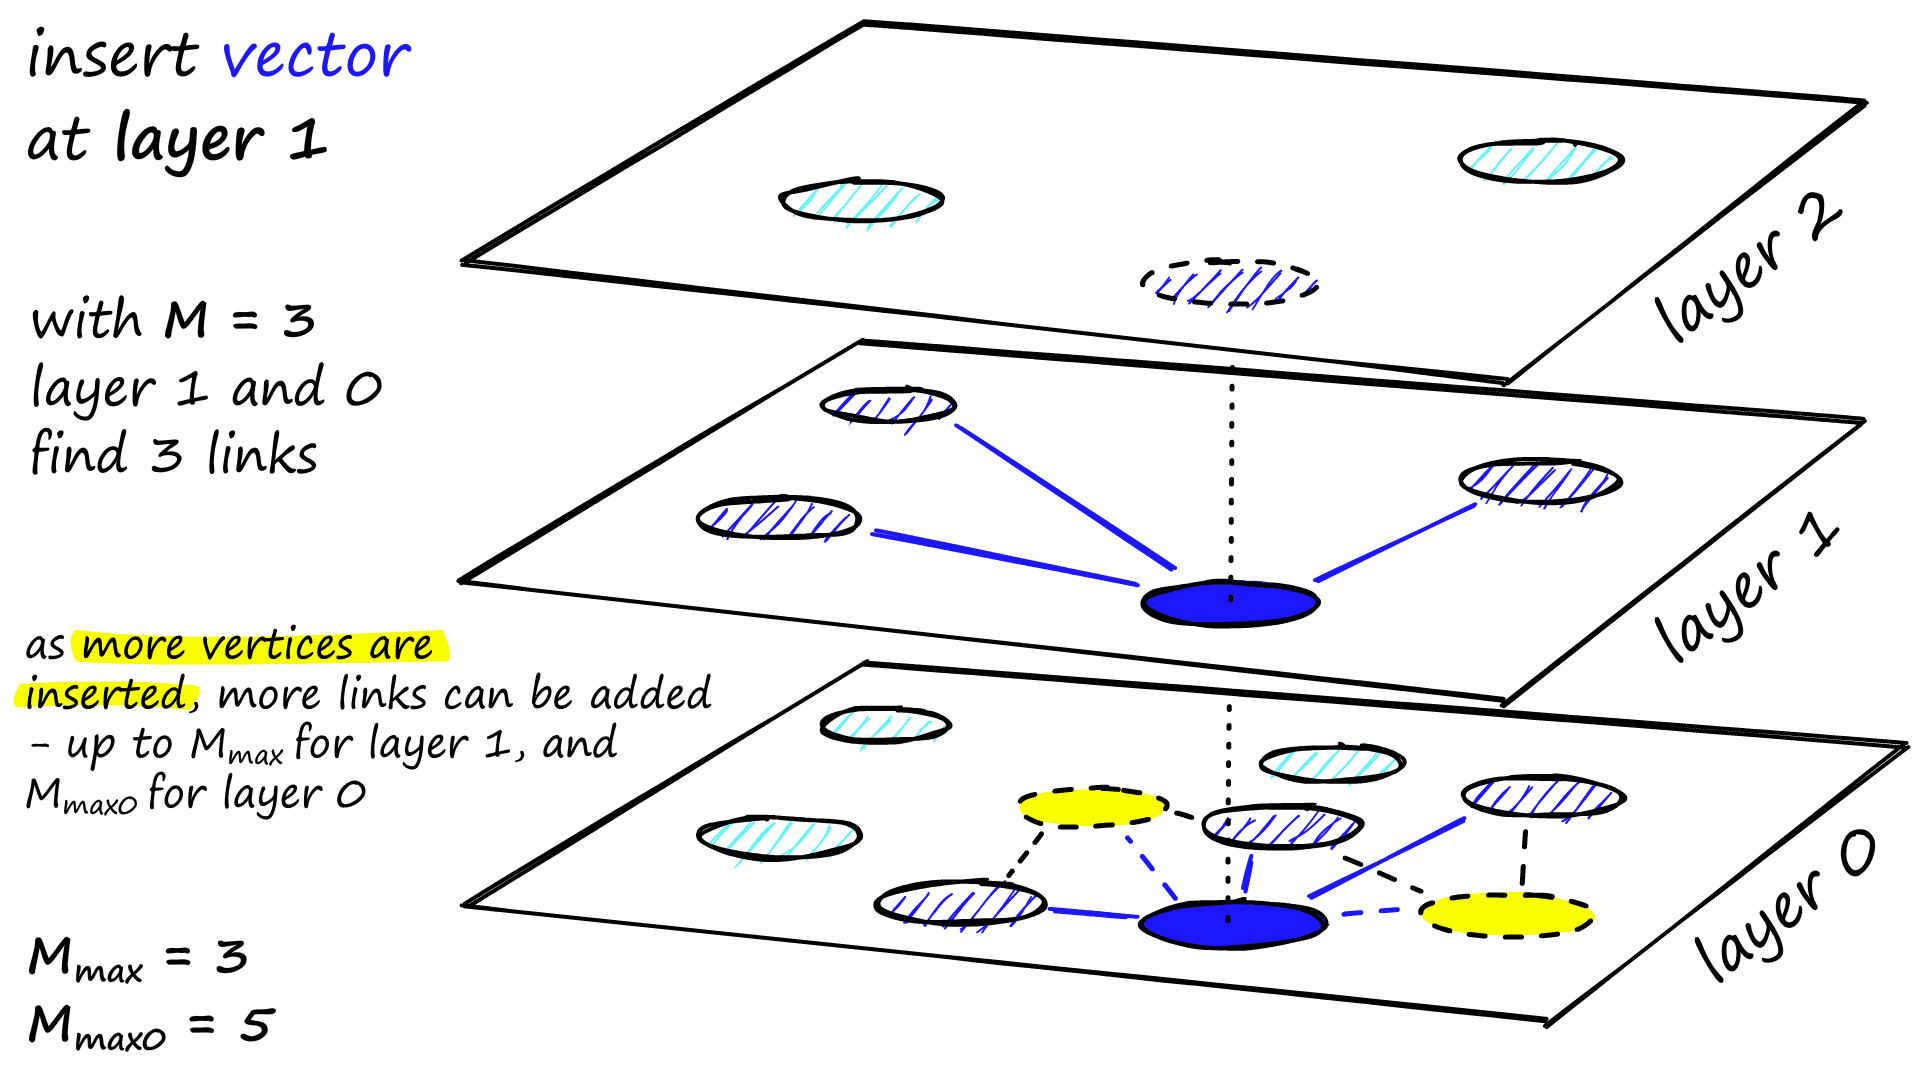 insert vector
at layer 1
with M = 3
layer 1 and 0
find 3 links
as more vertices are
inserted, more links can be added
- up to Mmax for layer 1, and
Mmax0 for layer 0
Mmax = 3
Mmax0 = 5
layer 2
layer 1
layer 0